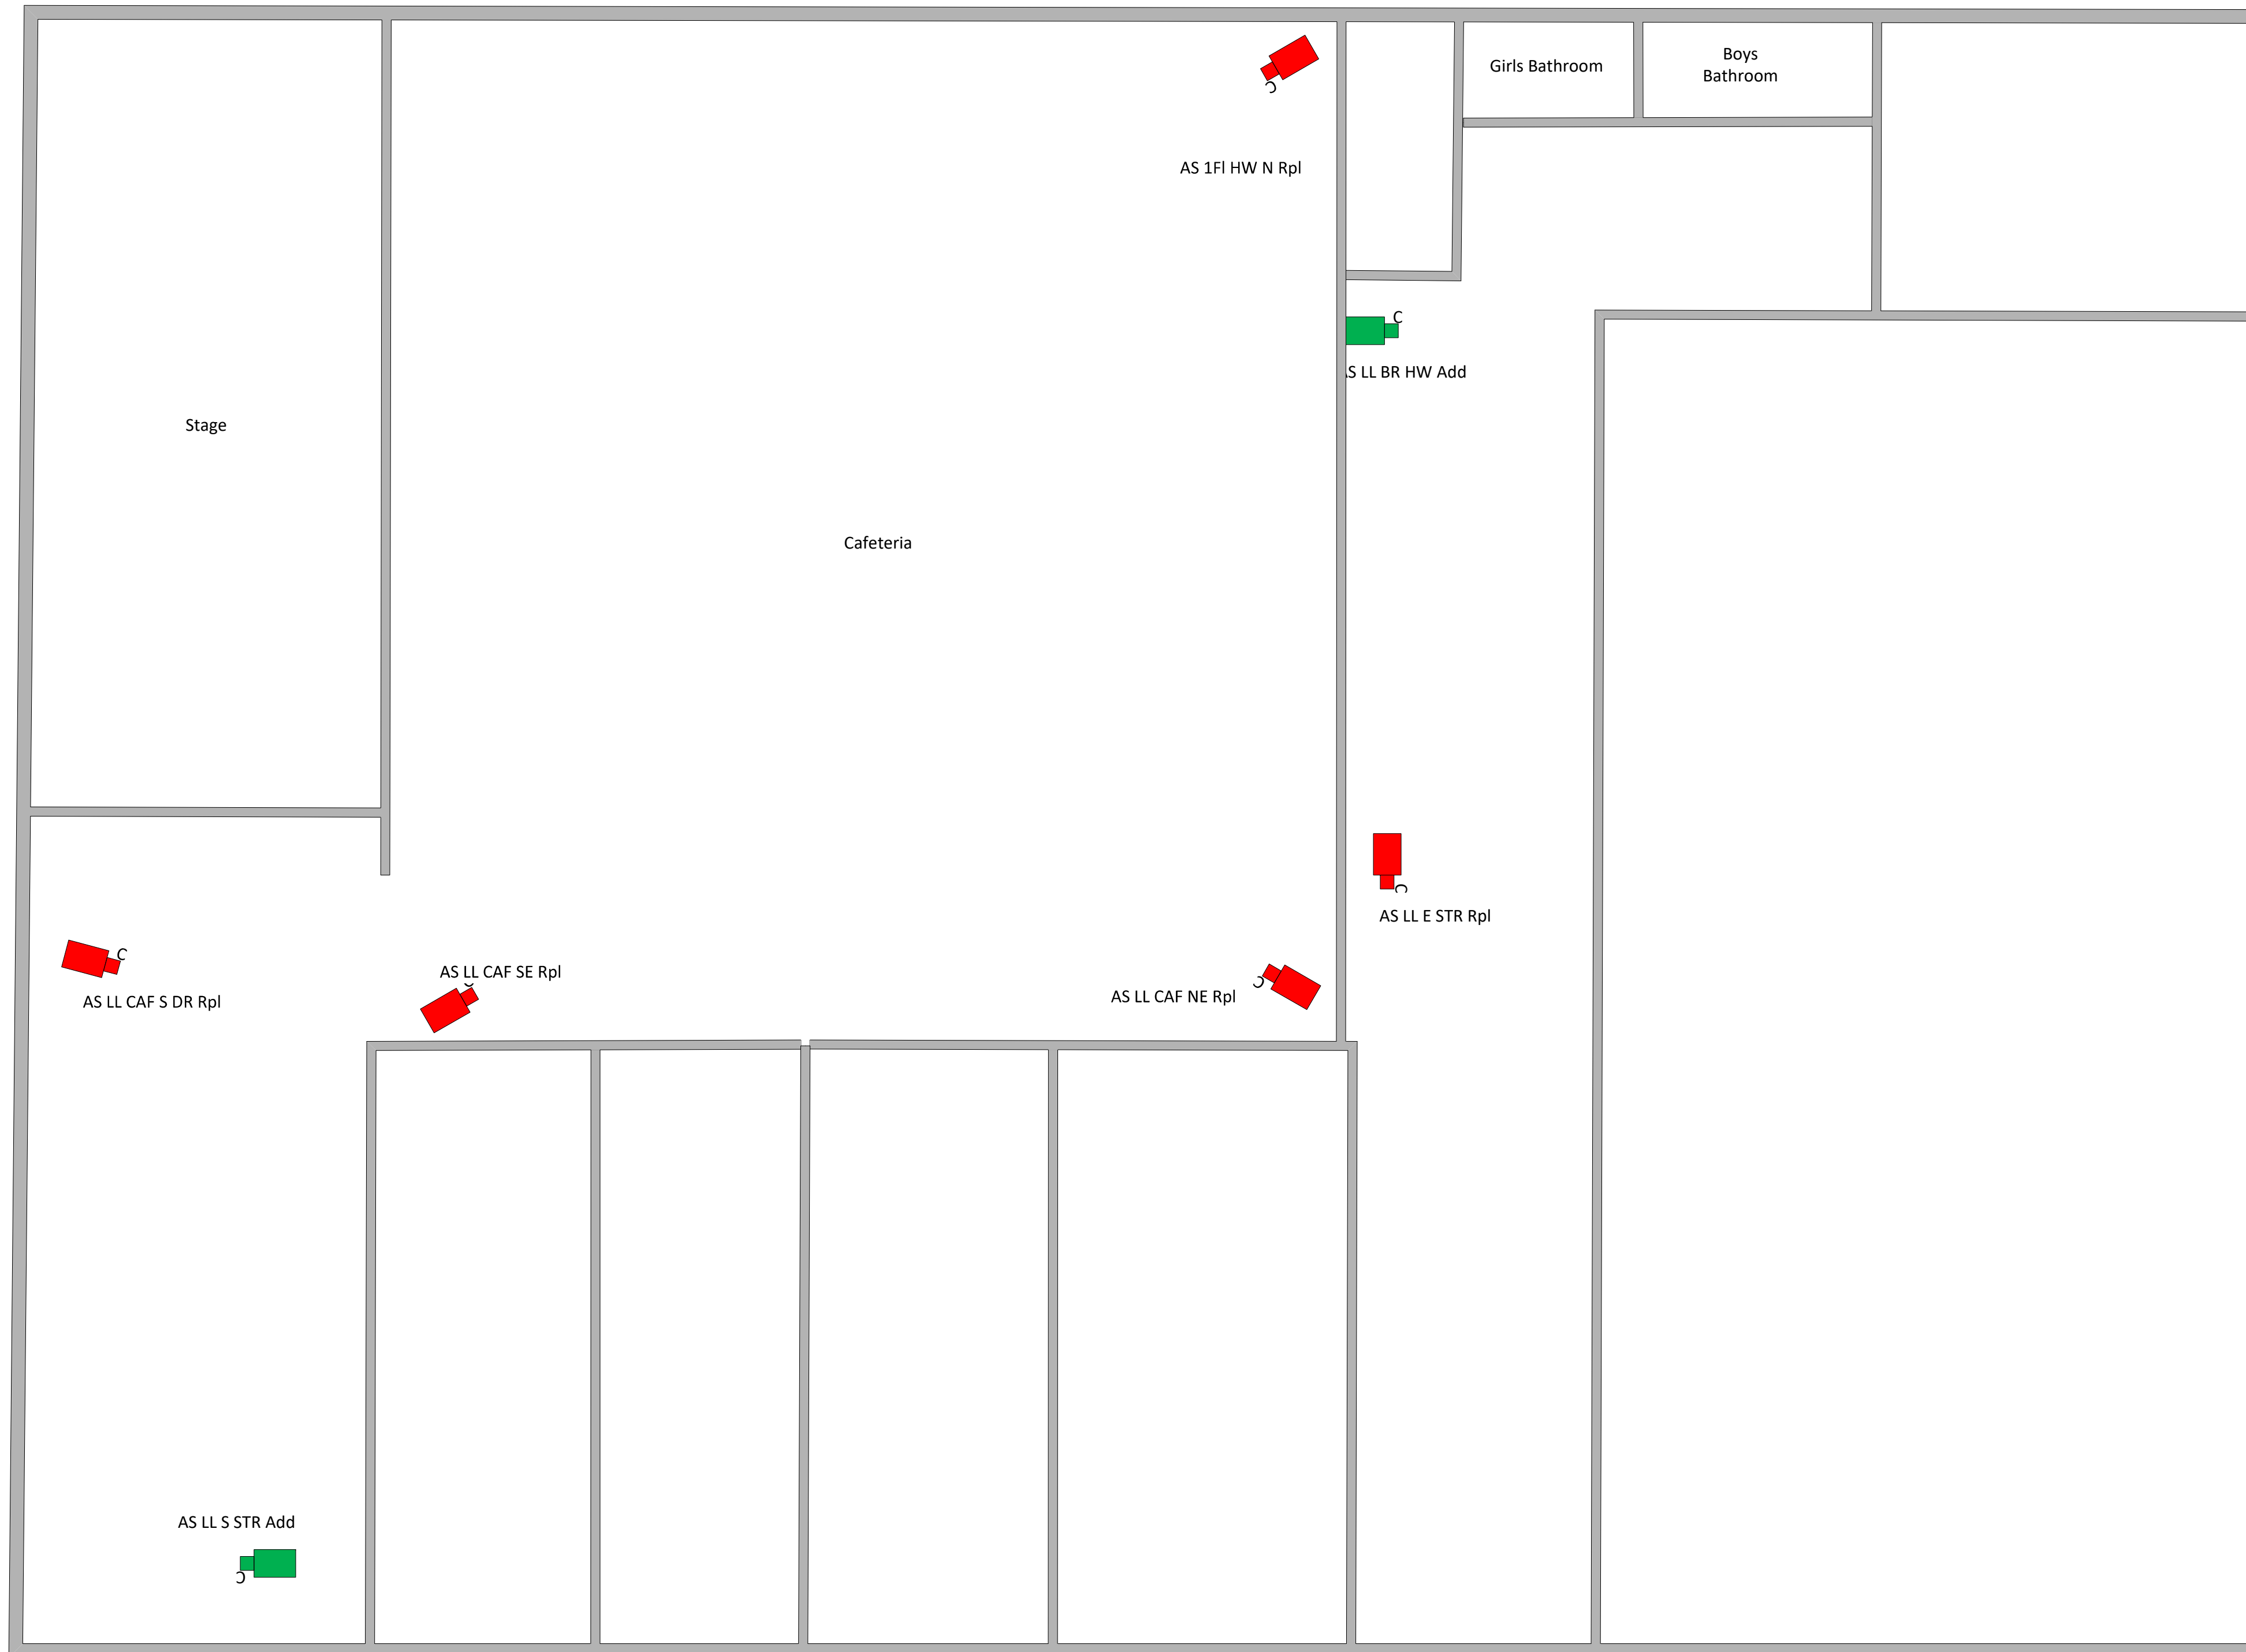 Girls Bathroom
Boys
Bathroom
C
AS 1Fl HW N Rpl
C
S LL BR HW Add
Stage
Cafeteria
C
AS LL E STR Rpl
C
AS LL CAF S DR Rpl
AS LL CAF SE Rpl
C
C
AS LL CAF NE Rpl
AS LL S STR Add
C